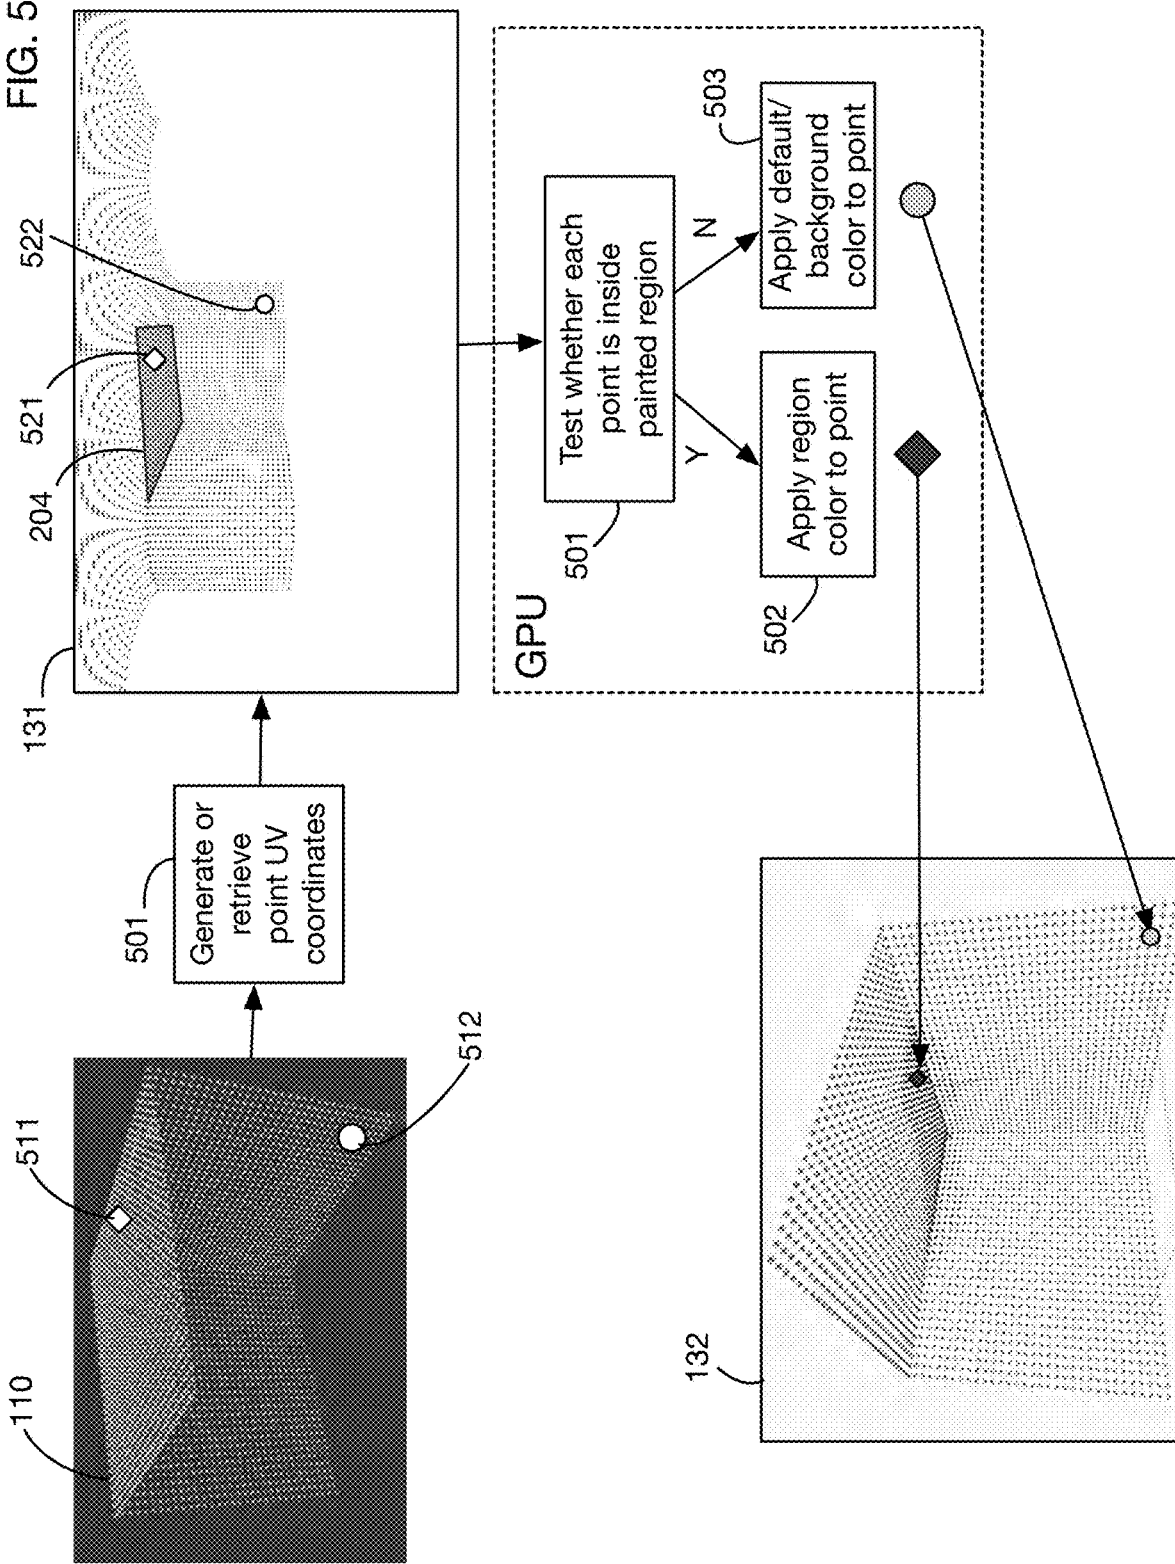 FIG. 5
110
511
512
501
Generate or
retrieve
point UV
coordinates
131
204
521
522
GPU
501
Test whether each
point is inside
painted region
Y
N
502
Apply region
color to point
503
Apply default/
background
color to point
132